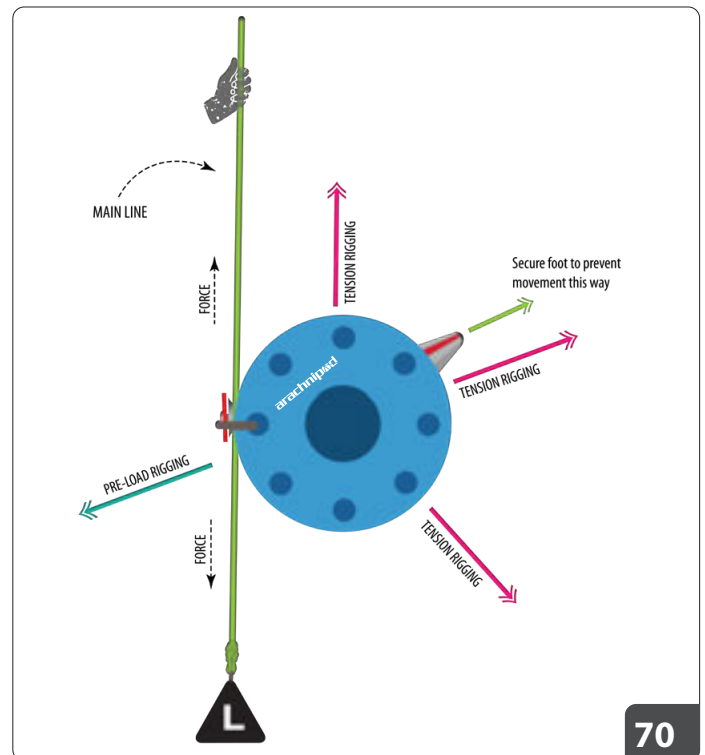 MAIN LINE
FORCE
TENSION RIGGING
Secure foot to prevent
movement this way
arachnipod
TENSION RIGGING
PRE-LOAD RIGGING
FORCE
TENSION RIGGING
L
70